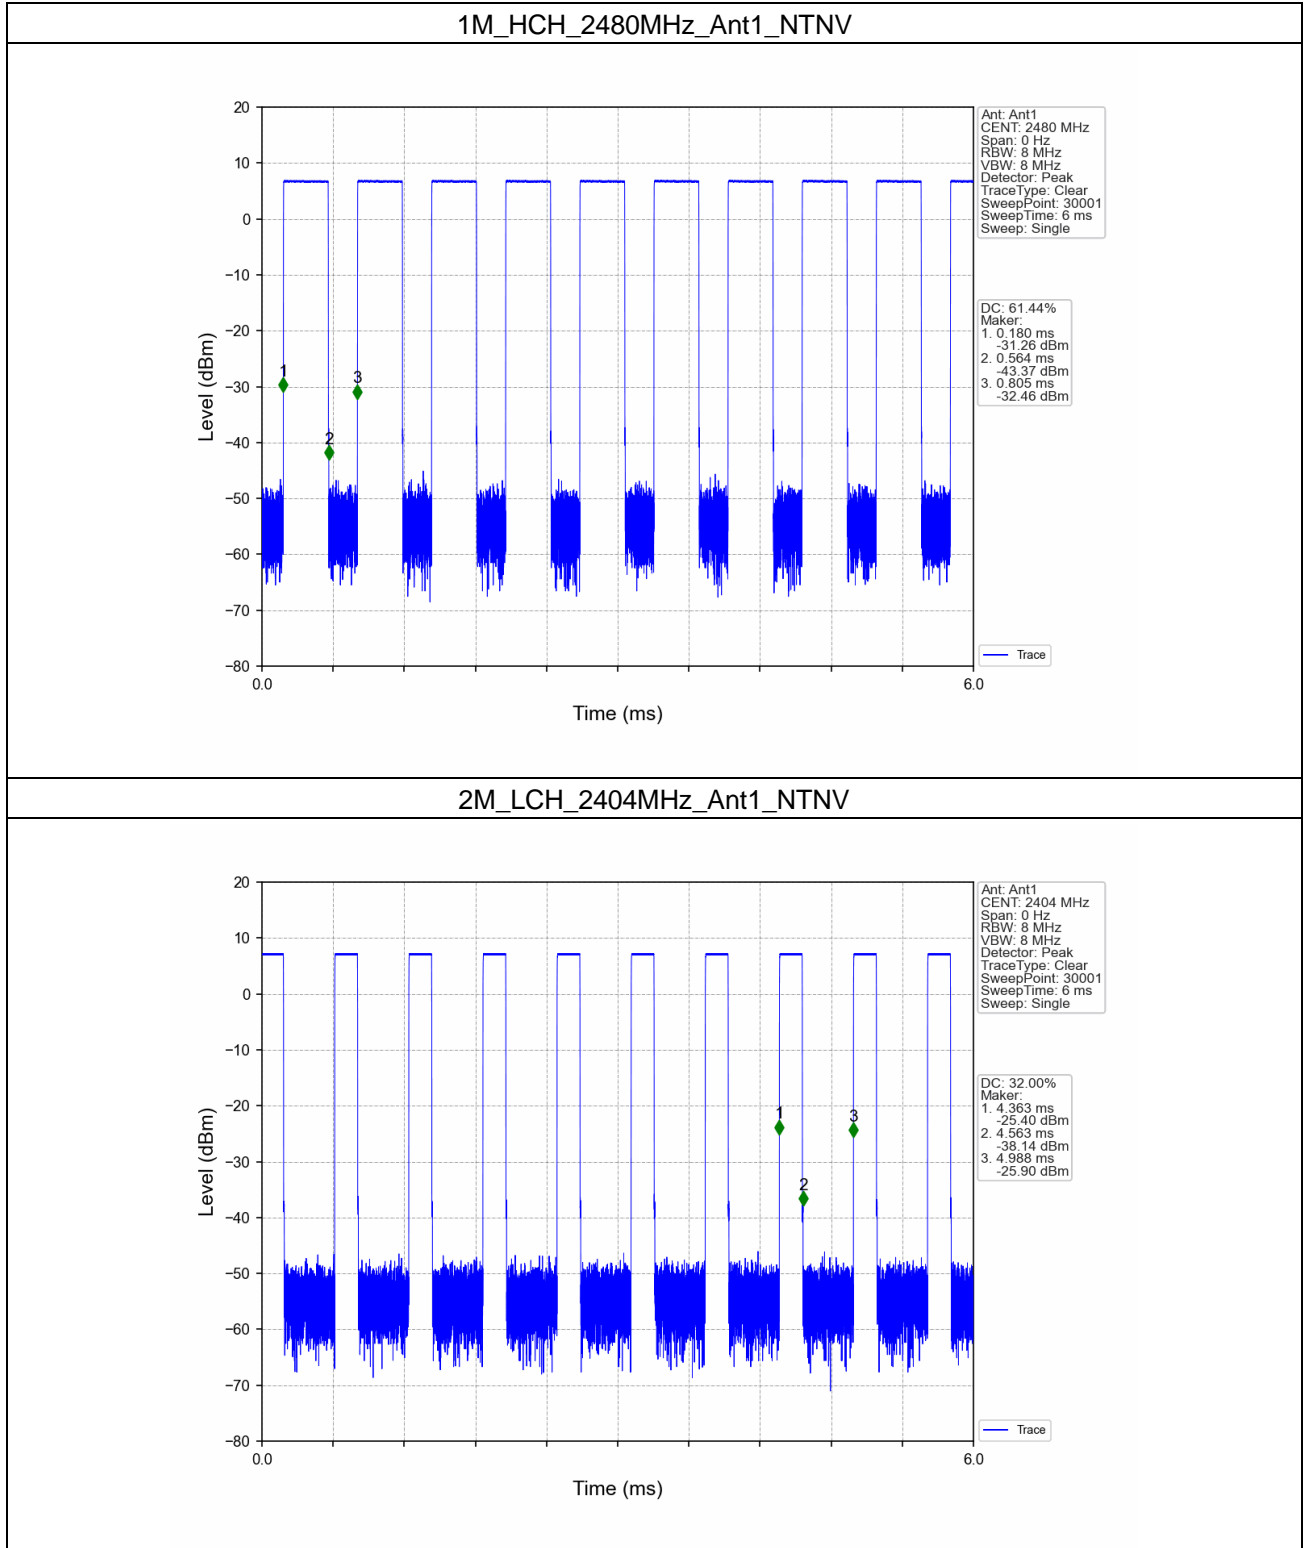 1M_HCH_2480MHz_Ant1_NTNV
20
10
0
−10
−20
−30
−40
−50
−60
−70
−80
Level (dBm)
1
2
3
0.0
6.0
Time (ms)
Ant: Ant1
CENT: 2480 MHz
Span: 0 Hz
RBW: 8 MHz
VBW: 8 MHz
Detector: Peak
TraceType: Clear
SweepPoint: 30001
SweepTime: 6 ms
Sweep: Single
DC: 61.44%
Maker:
1. 0.180 ms
-31.26 dBm
2. 0.564 ms
-43.37 dBm
3. 0.805 ms
-32.46 dBm
Trace
2M_LCH_2404MHz_Ant1_NTNV
20
10
0
−10
−20
−30
−40
−50
−60
−70
−80
Level (dBm)
1
2
3
0.0
6.0
Time (ms)
Ant: Ant1
CENT: 2404 MHz
Span: 0 Hz
RBW: 8 MHz
VBW: 8 MHz
Detector: Peak
TraceType: Clear
SweepPoint: 30001
SweepTime: 6 ms
Sweep: Single
DC: 32.00%
Maker:
1. 4.363 ms
-25.40 dBm
2. 4.563 ms
-38.14 dBm
3. 4.988 ms
-25.90 dBm
Trace